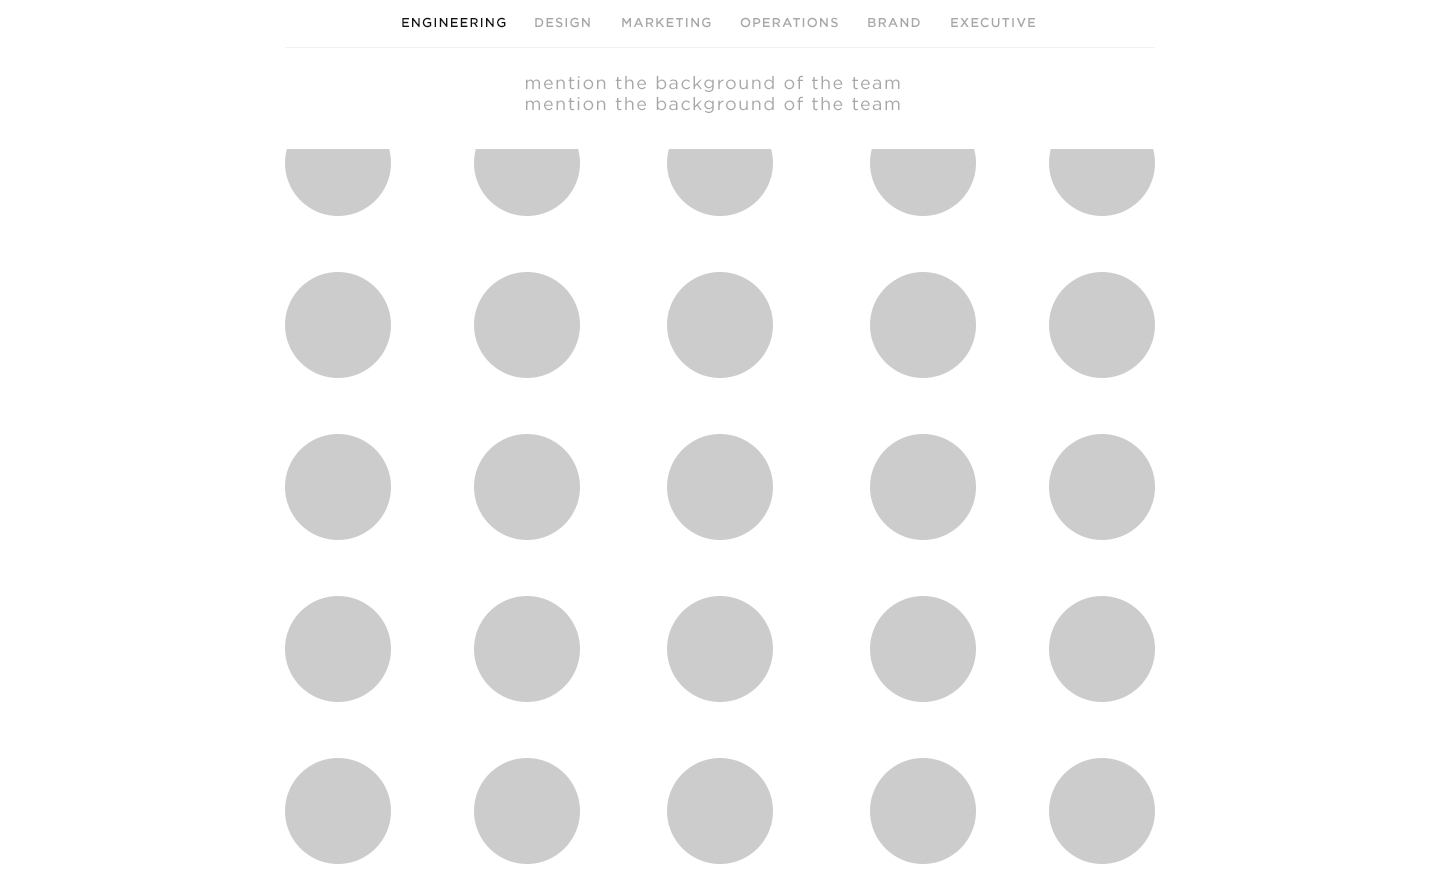 ENGINEERING DESIGN MARKETING OPERATIONS BRAND EXECUTIVE
mention the background of the team
mention the background of the team